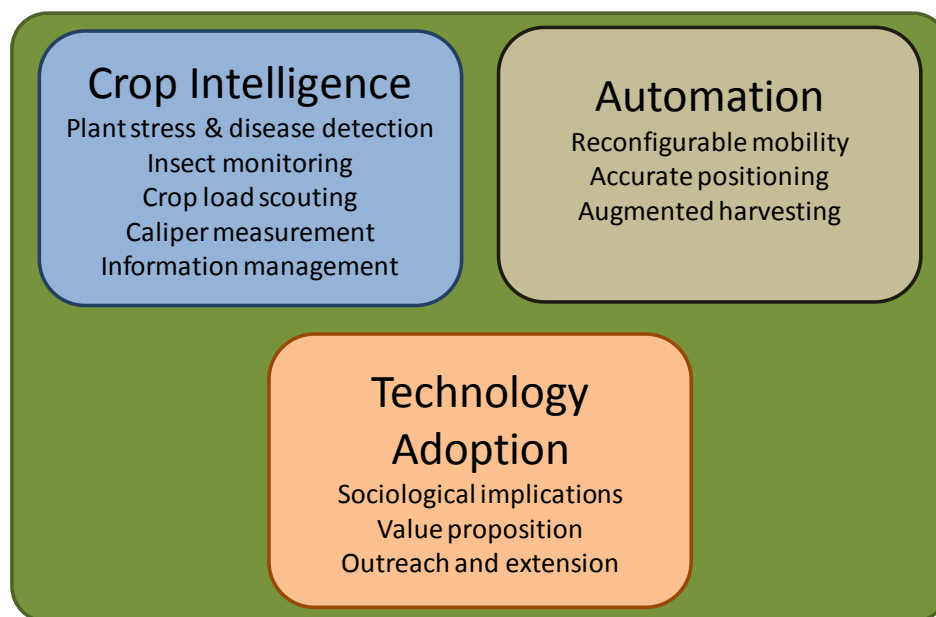 Crop Intelligence
Plant stress & disease detection
Insect monitoring
Crop load scouting
Caliper measurement
Information management
Automation
Reconfigurable mobility
Accurate positioning
Augmented harvesting
Technology
Adoption
Sociological implications
Value proposition
Outreach and extension